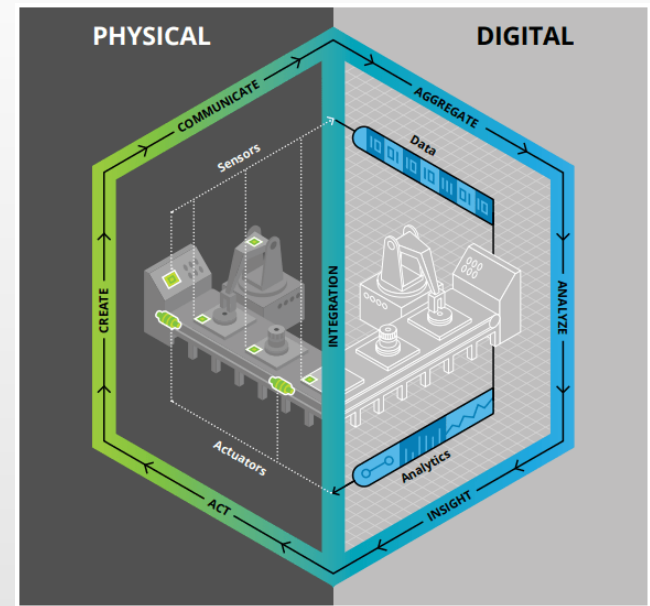 PHYSICAL
DIGITAL
COMMUNICATE
AGGREGATE
Sensors
Data
CREATE
INTEGRATION
ANALYZE
Actuators
Analytics
ACT
INSIGHT